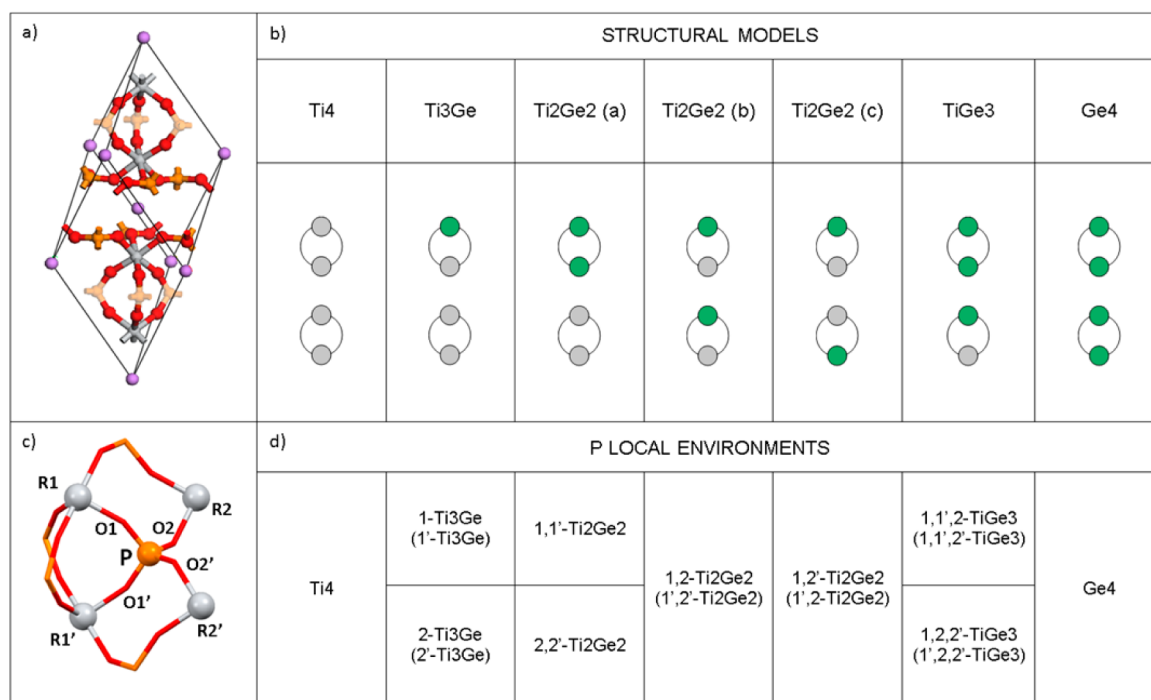 a)
b)
STRUCTURAL MODELS
Ti4
Ti3Ge
Ti2Ge2 (a)
Ti2Ge2 (b)
Ti2Ge2 (c)
TiGe3
Ge4
c)
R1
R2
O1
O2
P
O2’
O1’
R1’
R2’
d)
P LOCAL ENVIRONMENTS
Ti4
1-Ti3Ge
(1’-Ti3Ge)
2-Ti3Ge
(2’-Ti3Ge)
1,1’-Ti2Ge2
2,2’-Ti2Ge2
1,2-Ti2Ge2
(1’,2’-Ti2Ge2)
1,2’-Ti2Ge2
(1’,2-Ti2Ge2)
1,1’,2-TiGe3
(1,1’,2’-TiGe3)
1,2,2’-TiGe3
(1’,2,2’-TiGe3)
Ge4